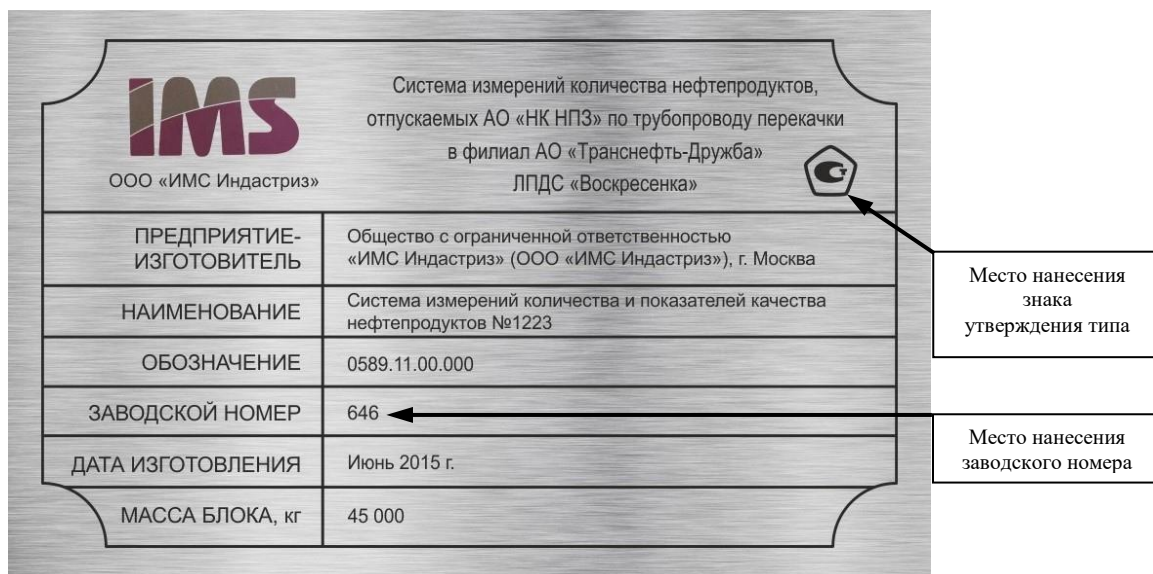 IMS
ООО «ИМС Индастриз»
Система измерений количества нефтепродуктов,
отпускаемых АО «НК НПЗ» по трубопроводу перекачки
в филиал АО «Транснефть-Дружба»
ЛПДС «Воскресенка»
ПРЕДПРИЯТИЕ-
ИЗГОТОВИТЕЛЬ
Общество с ограниченной ответственностью
«ИМС Индастриз» (ООО «ИМС Индастриз»), г. Москва
НАИМЕНОВАНИЕ
Система измерений количества и показателей качества
нефтепродуктов №1223
ОБОЗНАЧЕНИЕ
0589.11.00.000
ЗАВОДСКОЙ НОМЕР
646
ДАТА ИЗГОТОВЛЕНИЯ
Июнь 2015 г.
МАССА БЛОКА, кг
45 000
Место нанесения
знака
утверждения типа
Место нанесения
заводского номера